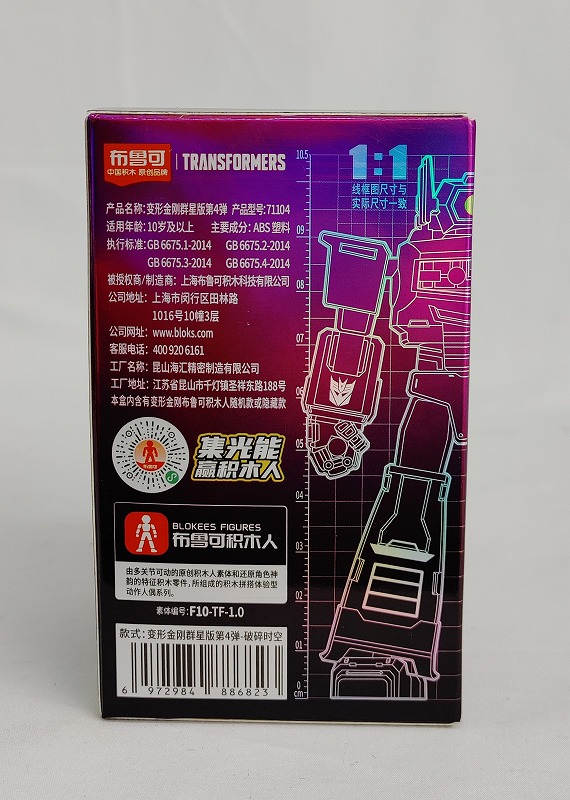 布鲁可
中国积木 原创品牌
TRANSFORMERS
产品名称:变形金刚群星版第4弹 产品型号:71104
适用年龄:10岁及以上 主要成分:ABS 塑料
执行标准:GB 6675.1-2014 GB 6675.2-2014
GB 6675.3-2014 GB 6675.4-2014
被授权商/制造商:上海布鲁可积木科技有限公司
公司地址:上海市闵行区田林路
1016号10幢3层
公司网址:www.bloks.com
客服电话:400 920 6161
工厂名称:昆山海汇精密制造有限公司
工厂地址:江苏省昆山市千灯镇圣祥东路188号
本盒内含有变形金刚布鲁可积木人随机款或隐藏款
集光能
赢积木人
BLOKEES FIGURES
布鲁可积木人
由多关节可动的原创积木人素体和还原角色神
韵的特征积木零件,所组成的积木拼搭体验型
动作人偶系列。
素体编号:F10-TF-1.0
款式:变形金刚群星版第4弹-破碎时空
6 972984 886823
1:1
线框图尺寸与
实际尺寸一致
10.5
09
08
07
06
05
04
03
02
01
0
cm